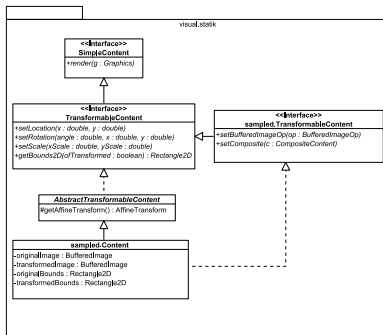 visual.statik
<<Interface>>
SimpleContent
+render(g : Graphics)
<<Interface>>
TransformableContent
+setLocation(x : double, y : double)
+setRotation(angle : double, x : double, y : double)
+setScale(xScale : double, yScale : double)
+getBounds2D(ofTransformed : boolean) : Rectangle2D
<<Interface>>
sampled.TransformableContent
+setBufferedImageOp(op : BufferedImageOp)
+setComposite(c : CompositeContent)
AbstractTransformableContent
#getAffineTransform() : AffineTransform
sampled.Content
-originalImage : BufferedImage
-transformedImage : BufferedImage
-originalBounds : Rectangle2D
-transformedBounds : Rectangle2D